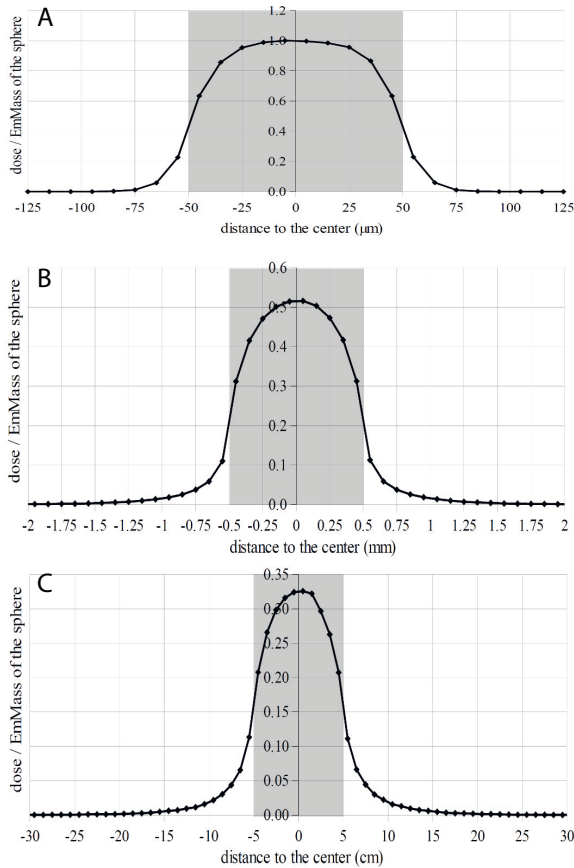 A
dose / EmMass of the sphere
1.2
1.0
0.8
0.6
0.4
0.2
0.0
-125 -100 -75 -50 -25 0 25 50 75 100 125
distance to the center (µm)
B
dose / EmMass of the sphere
0.6
0.5
0.4
0.3
0.2
0.1
0.0
-2 -1.75 -1.5 -1.25 -1 -0.75 -0.5 -0.25 0 0.25 0.5 0.75 1 1.25 1.5 1.75 2
distance to the center (mm)
C
dose / EmMass of the sphere
0.35
0.30
0.25
0.20
0.15
0.10
0.05
0.00
-30 -25 -20 -15 -10 -5 0 5 10 15 20 25 30
distance to the center (cm)